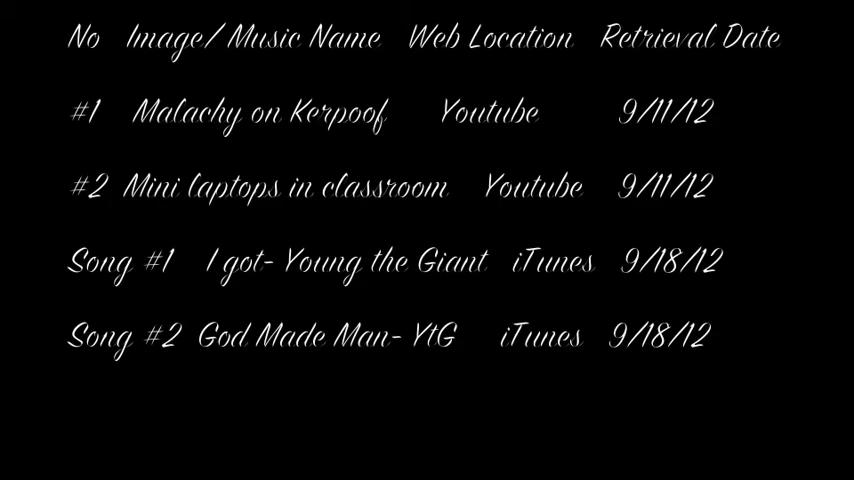 No Image/ Music Name Web Location Retrieval Date
#1 Malachy on Kerpoof Youtube 9/11/12
#2 Mini laptops in classroom Youtube 9/11/12
Song #1 I got- Young the Giant iTunes 9/18/12
Song #2 God Made Man- YtG iTunes 9/18/12